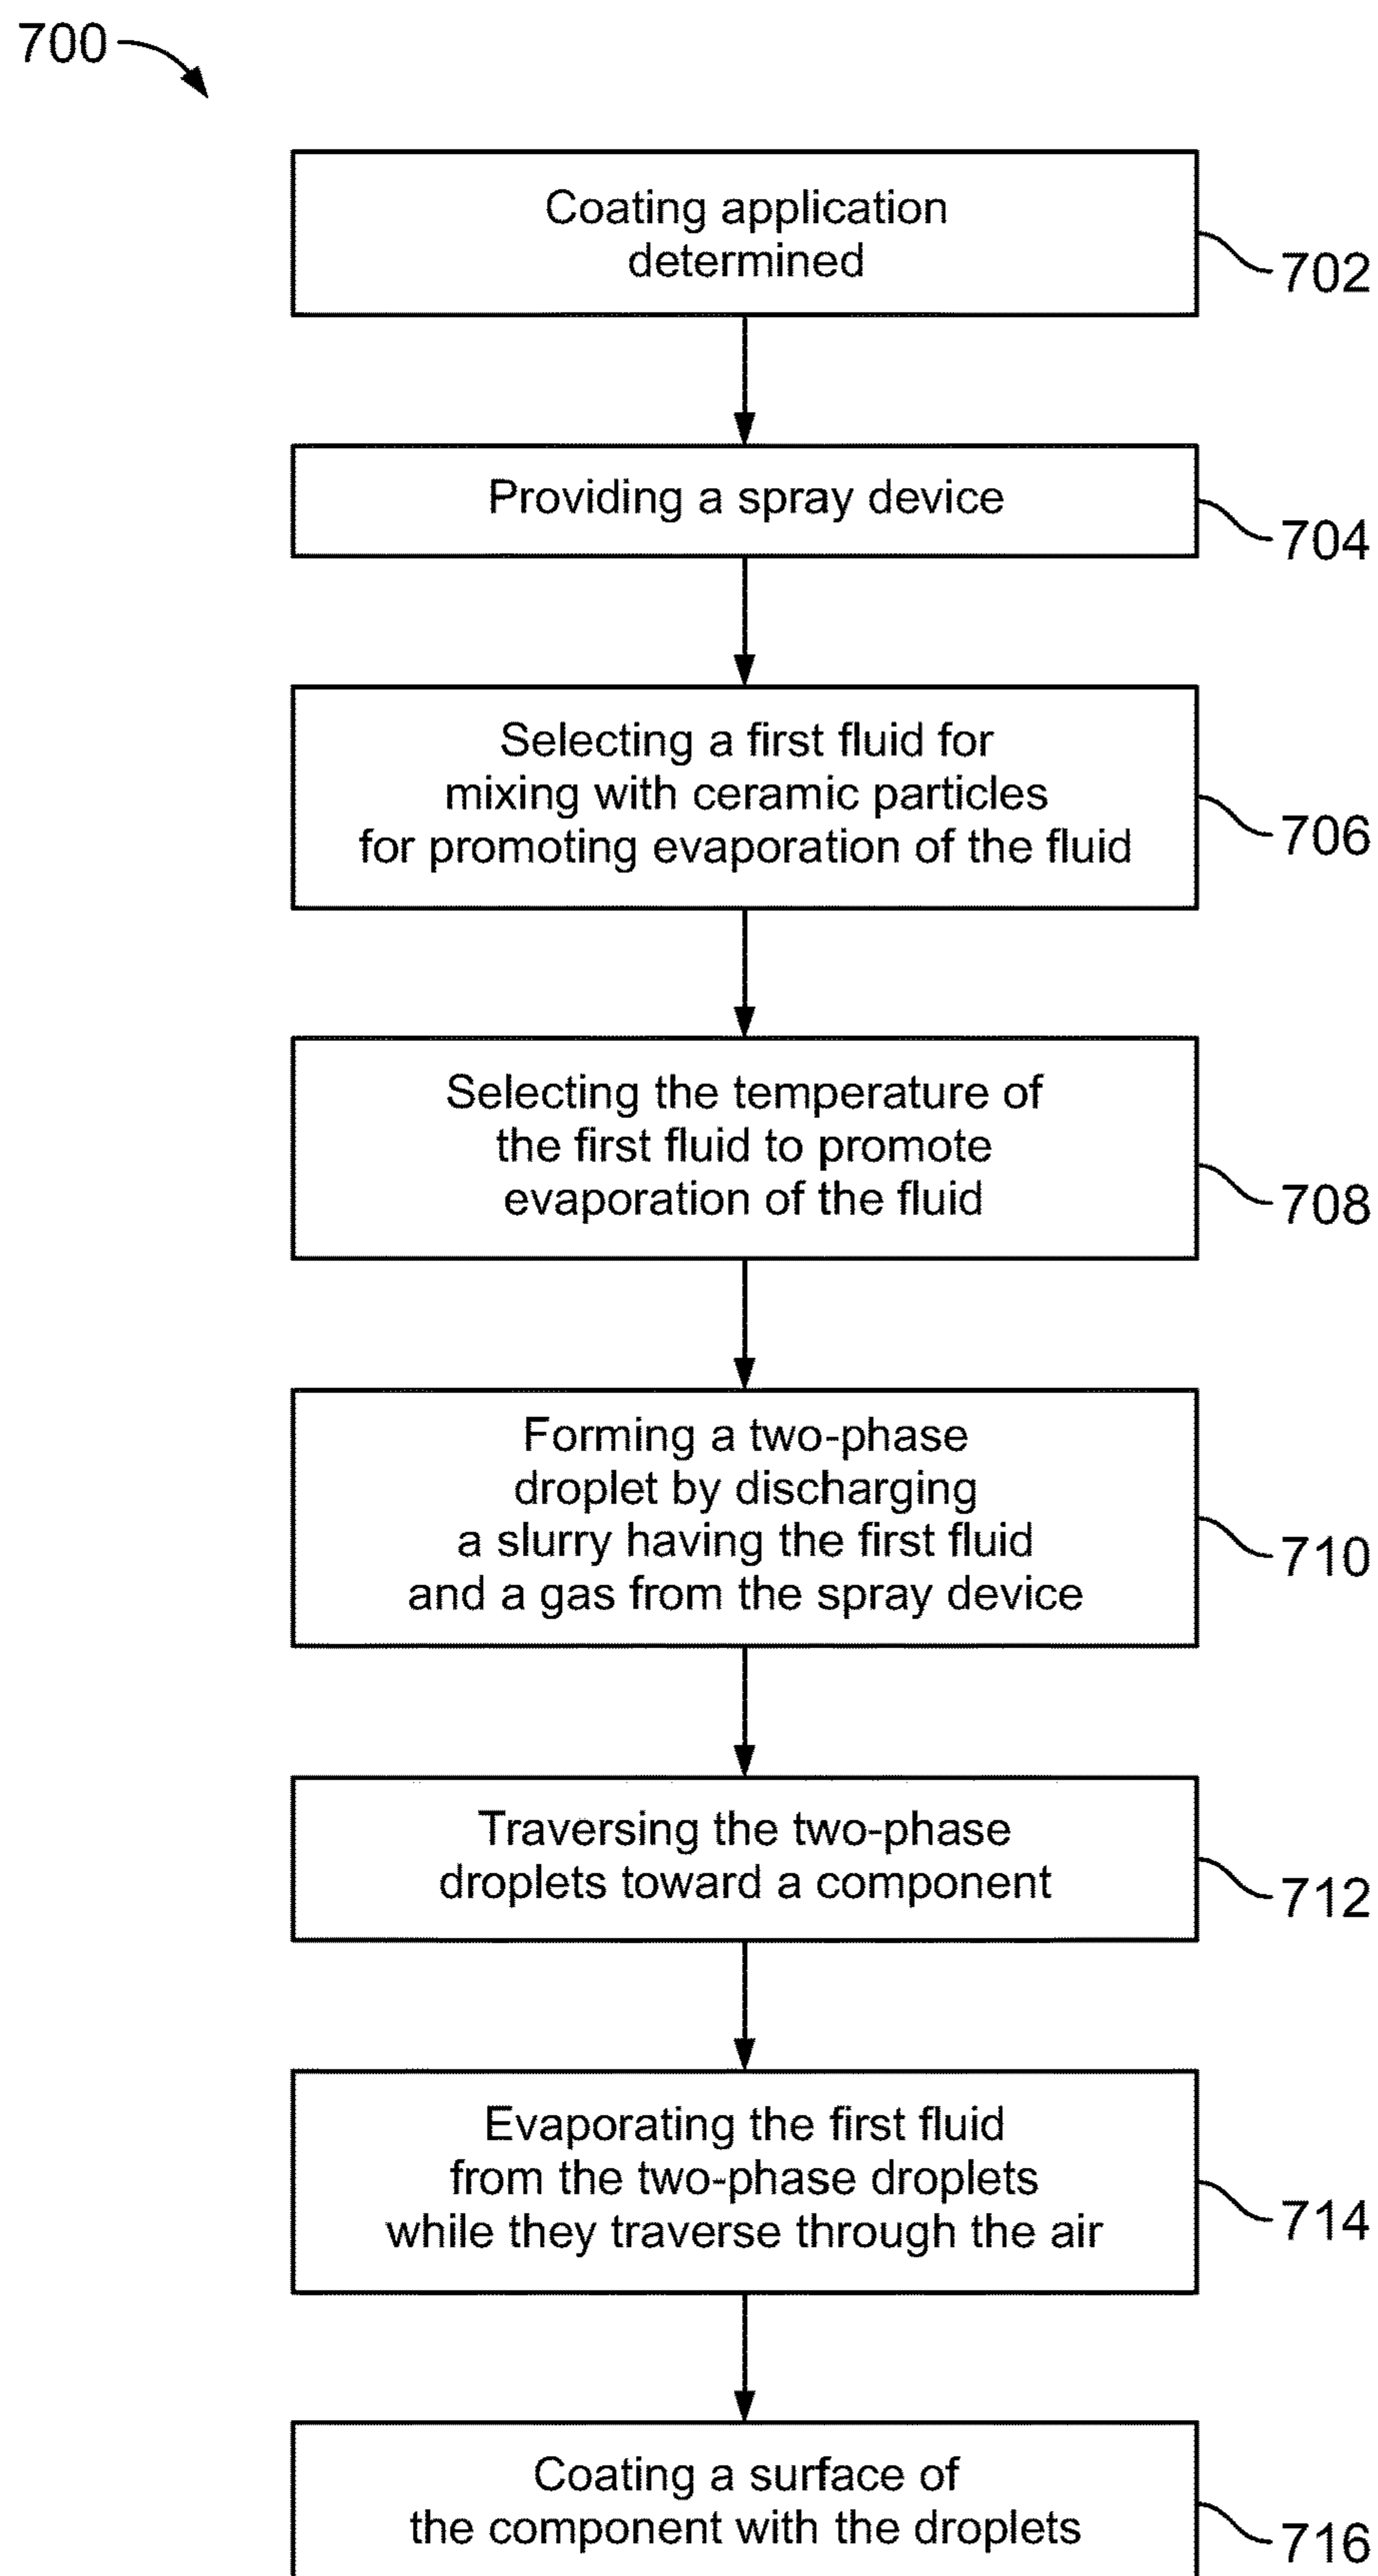 700
Coating application
determined
702
Providing a spray device
704
Selecting a first fluid for
mixing with ceramic particles
for promoting evaporation of the fluid
706
Selecting the temperature of
the first fluid to promote
evaporation of the fluid
708
Forming a two-phase
droplet by discharging
a slurry having the first fluid
and a gas from the spray device
710
Traversing the two-phase
droplets toward a component
712
Evaporating the first fluid
from the two-phase droplets
while they traverse through the air
714
Coating a surface of
the component with the droplets
716